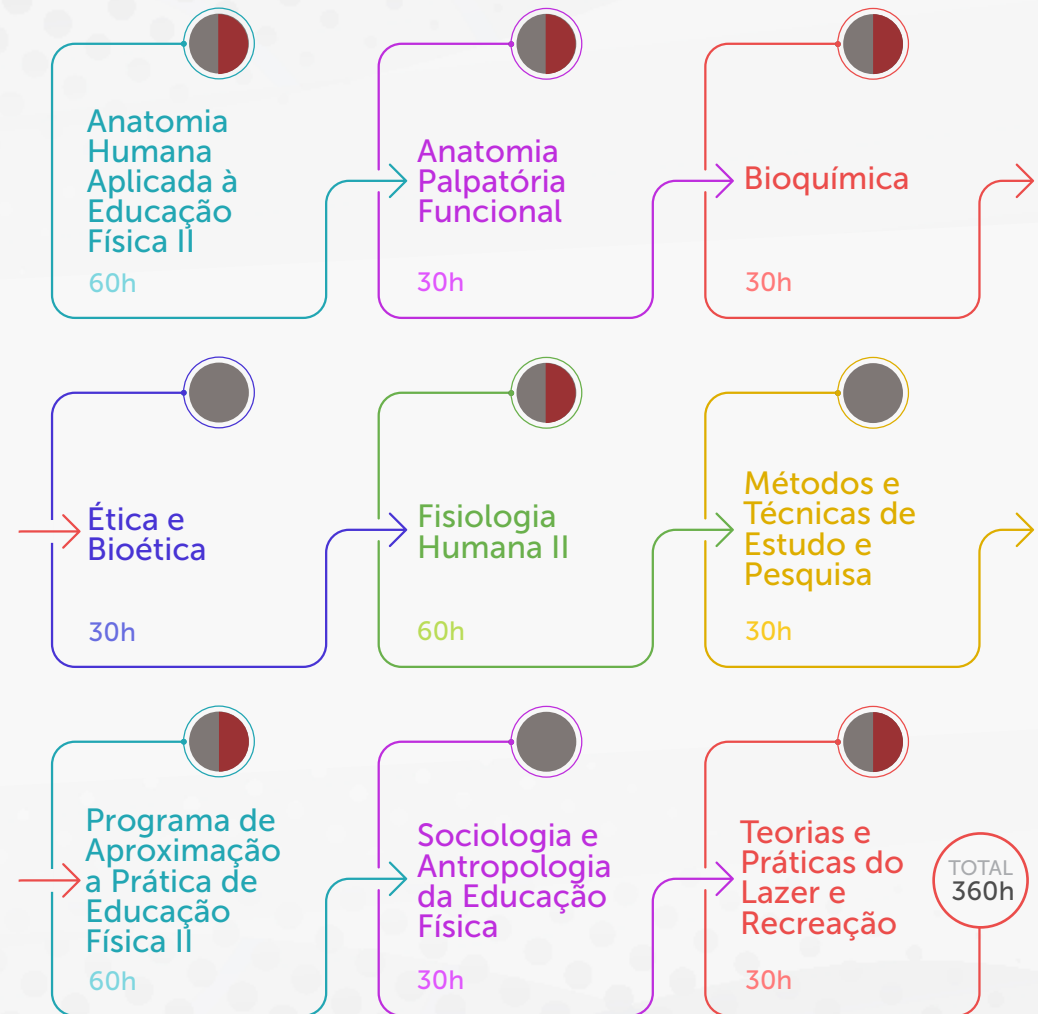 Anatomia
Humana
Aplicada à
Educação
Física II
60h
Anatomia
Palpatória
Funcional
30h
Bioquímica
30h
Ética e
Bioética
30h
Fisiologia
Humana II
60h
Métodos e
Técnicas de
Estudo e
Pesquisa
30h
Programa de
Aproximação
a Prática de
Educação
Física II
60h
Sociologia e
Antropologia
da Educação
Física
30h
Teorias e
Práticas do
Lazer e
Recreação
30h
TOTAL
360h